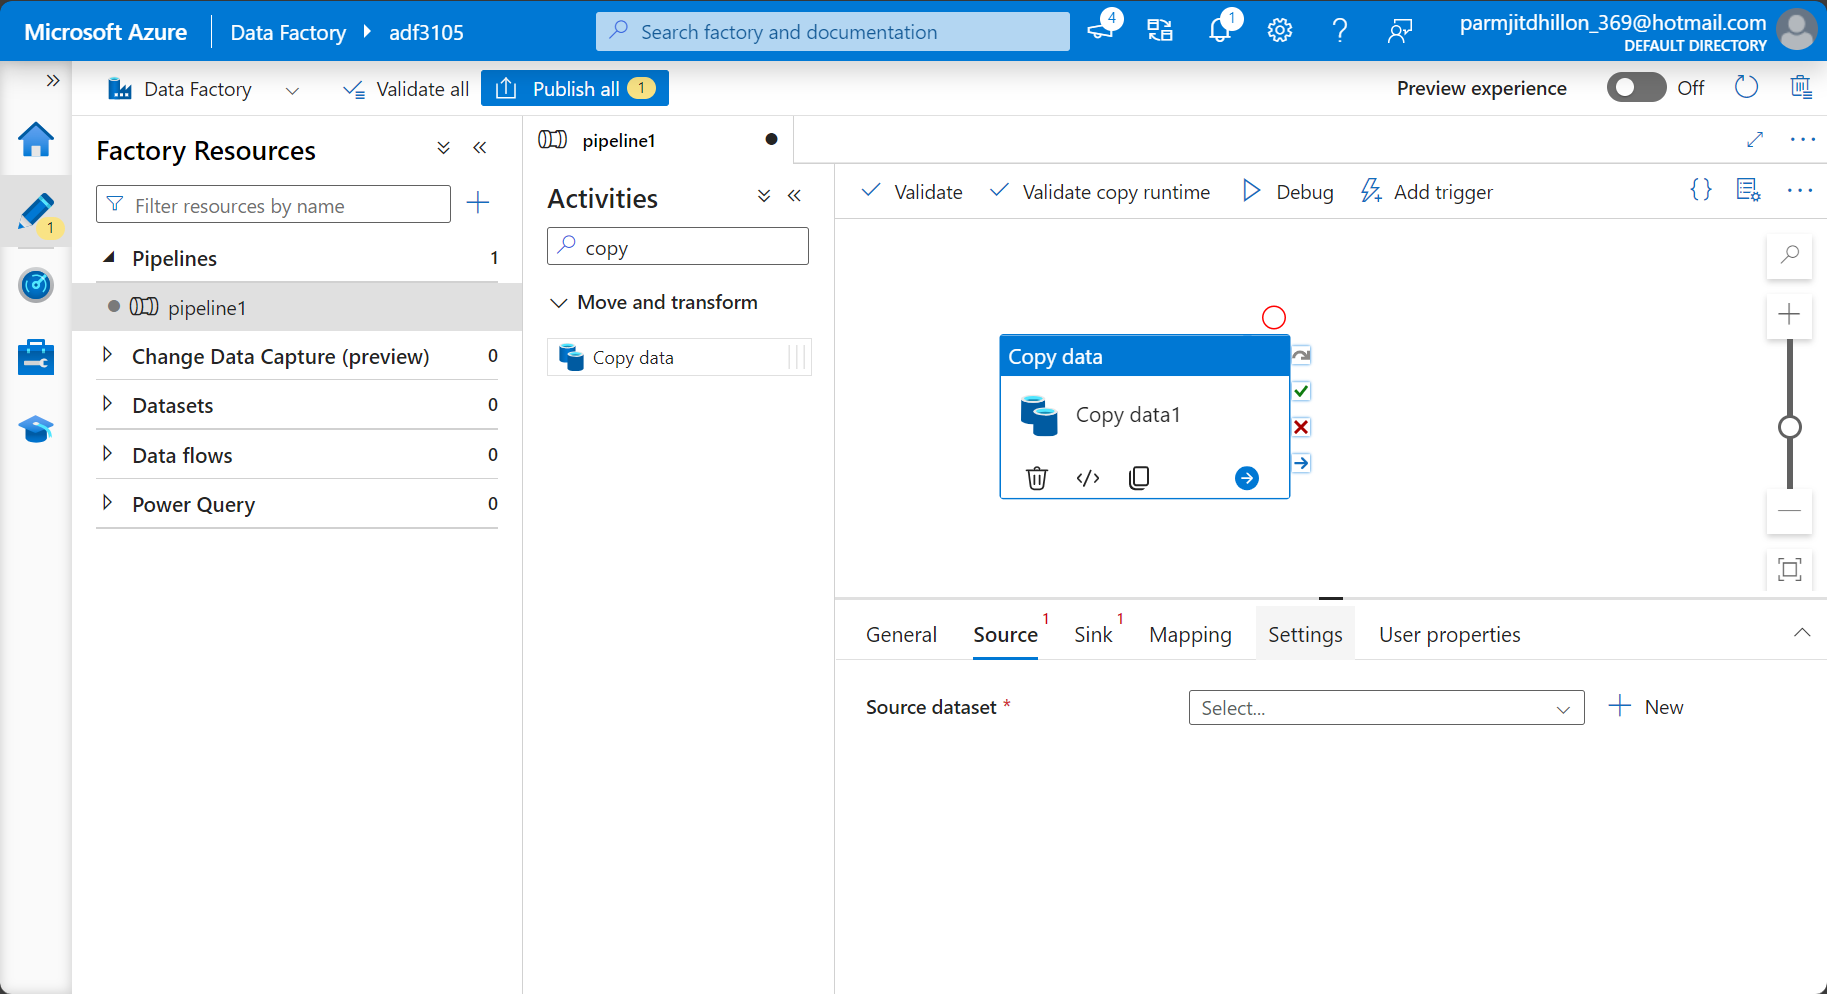 Microsoft Azure
Data Factory
adf3105
Search factory and documentation
4
1
parmjitdhillon_369@hotmail.com
DEFAULT DIRECTORY
Data Factory
Validate all
Publish all 1
Preview experience
Off
1
Factory Resources
Filter resources by name
Pipelines 1
pipeline1
Change Data Capture (preview) 0
Datasets 0
Data flows 0
Power Query 0
pipeline1
Activities
copy
Move and transform
Copy data
Validate
Validate copy runtime
Debug
Add trigger
Copy data
Copy data1
General
Source 1
Sink 1
Mapping
Settings
User properties
Source dataset *
Select...
New